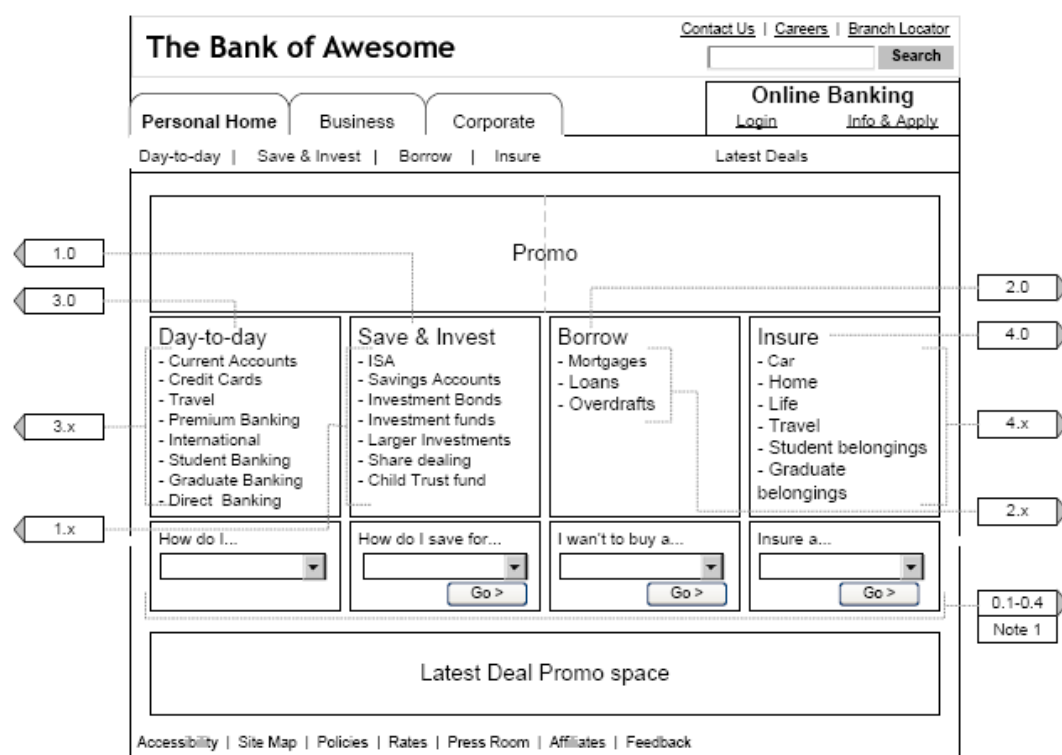 The Bank of Awesome
Contact Us | Careers | Branch Locator
Search
Personal Home
Business
Corporate
Online Banking
Login Info & Apply
Day-to-day | Save & Invest | Borrow | Insure
Latest Deals
Promo
1.0
3.0
3.x
1.x
2.0
4.0
4.x
2.x
0.1-0.4
Note 1
Day-to-day
- Current Accounts
- Credit Cards
- Travel
- Premium Banking
- International
- Student Banking
- Graduate Banking
- Direct Banking
Save & Invest
- ISA
- Savings Accounts
- Investment Bonds
- Investment funds
- Larger Investments
- Share dealing
- Child Trust fund
Borrow
- Mortgages
- Loans
- Overdrafts
Insure
- Car
- Home
- Life
- Travel
- Student belongings
- Graduate
belongings
How do I...
How do I save for...
Go >
I wan't to buy a...
Go >
Insure a...
Go >
Latest Deal Promo space
Accessibility | Site Map | Policies | Rates | Press Room | Affiliates | Feedback